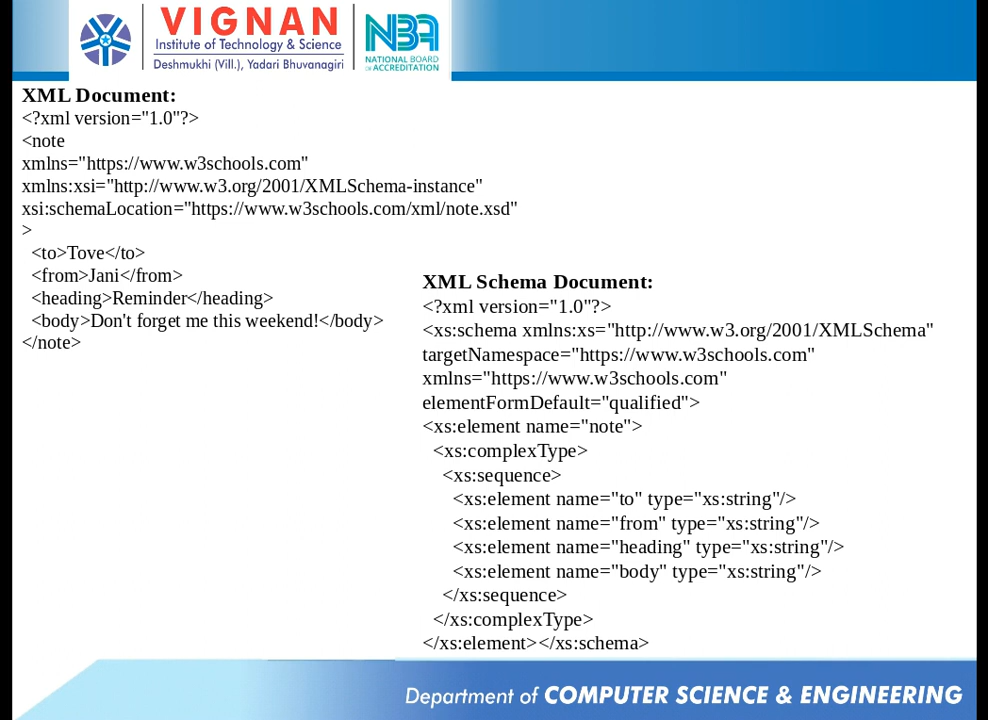 VIGNAN
Institute of Technology & Science
Deshmukhi (Vill.), Yadari Bhuvanagiri
NBA
NATIONAL BOARD
OF ACCREDITATION
XML Document:
<?xml version="1.0"?>
<note
xmlns="https://www.w3schools.com"
xmlns:xsi="http://www.w3.org/2001/XMLSchema-instance"
xsi:schemaLocation="https://www.w3schools.com/xml/note.xsd"
>
<to>Tove</to>
<from>Jani</from>
<heading>Reminder</heading>
<body>Don't forget me this weekend!</body>
</note>
XML Schema Document:
<?xml version="1.0"?>
<xs:schema xmlns:xs="http://www.w3.org/2001/XMLSchema"
targetNamespace="https://www.w3schools.com"
xmlns="https://www.w3schools.com"
elementFormDefault="qualified">
<xs:element name="note">
<xs:complexType>
<xs:sequence>
<xs:element name="to" type="xs:string"/>
<xs:element name="from" type="xs:string"/>
<xs:element name="heading" type="xs:string"/>
<xs:element name="body" type="xs:string"/>
</xs:sequence>
</xs:complexType>
</xs:element></xs:schema>
Department of COMPUTER SCIENCE & ENGINEERING